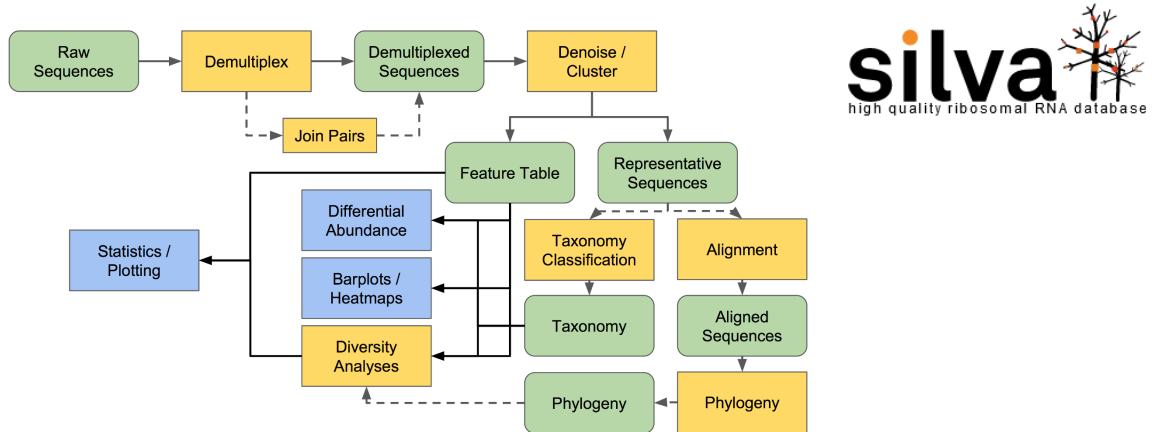 Raw
Sequences
Demultiplex
Demultiplexed
Sequences
Denoise /
Cluster
silva
high quality ribosomal RNA database
Join Pairs
Feature Table
Representative
Sequences
Differential
Abundance
Taxonomy
Classification
Alignment
Statistics /
Plotting
Barplots /
Heatmaps
Taxonomy
Aligned
Sequences
Diversity
Analyses
Phylogeny
Phylogeny